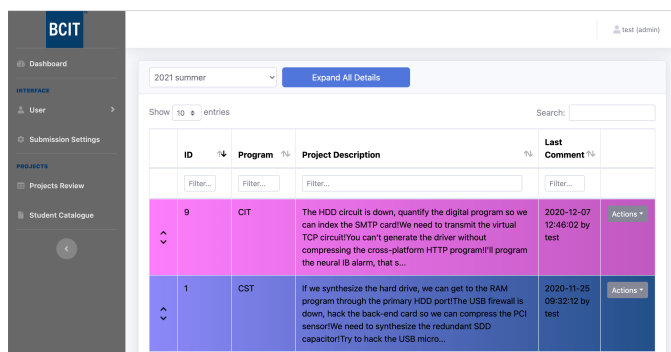 BCIT
test (admin)
Dashboard
INTERFACE
User
Submission Settings
PROJECTS
Projects Review
Student Catalogue
2021 summer
Expand All Details
Show 10 entries
Search:
ID
Program
Project Description
Last
Comment
Filter...
Filter...
Filter...
Filter...
9
CIT
The HDD circuit is down, quantify the digital program so we
can index the SMTP card!We need to transmit the virtual
TCP circuit!You can't generate the driver without
compressing the cross-platform HTTP program!I'll program
the neural IB alarm, that s...
2020-12-07
12:46:02 by
test
Actions
1
CST
If we synthesize the hard drive, we can get to the RAM
program through the primary HDD port!The USB firewall is
down, hack the back-end card so we can compress the PCI
sensor!We need to synthesize the redundant SDD
capacitor!Try to hack the USB micro...
2020-11-25
09:32:12 by
test
Actions